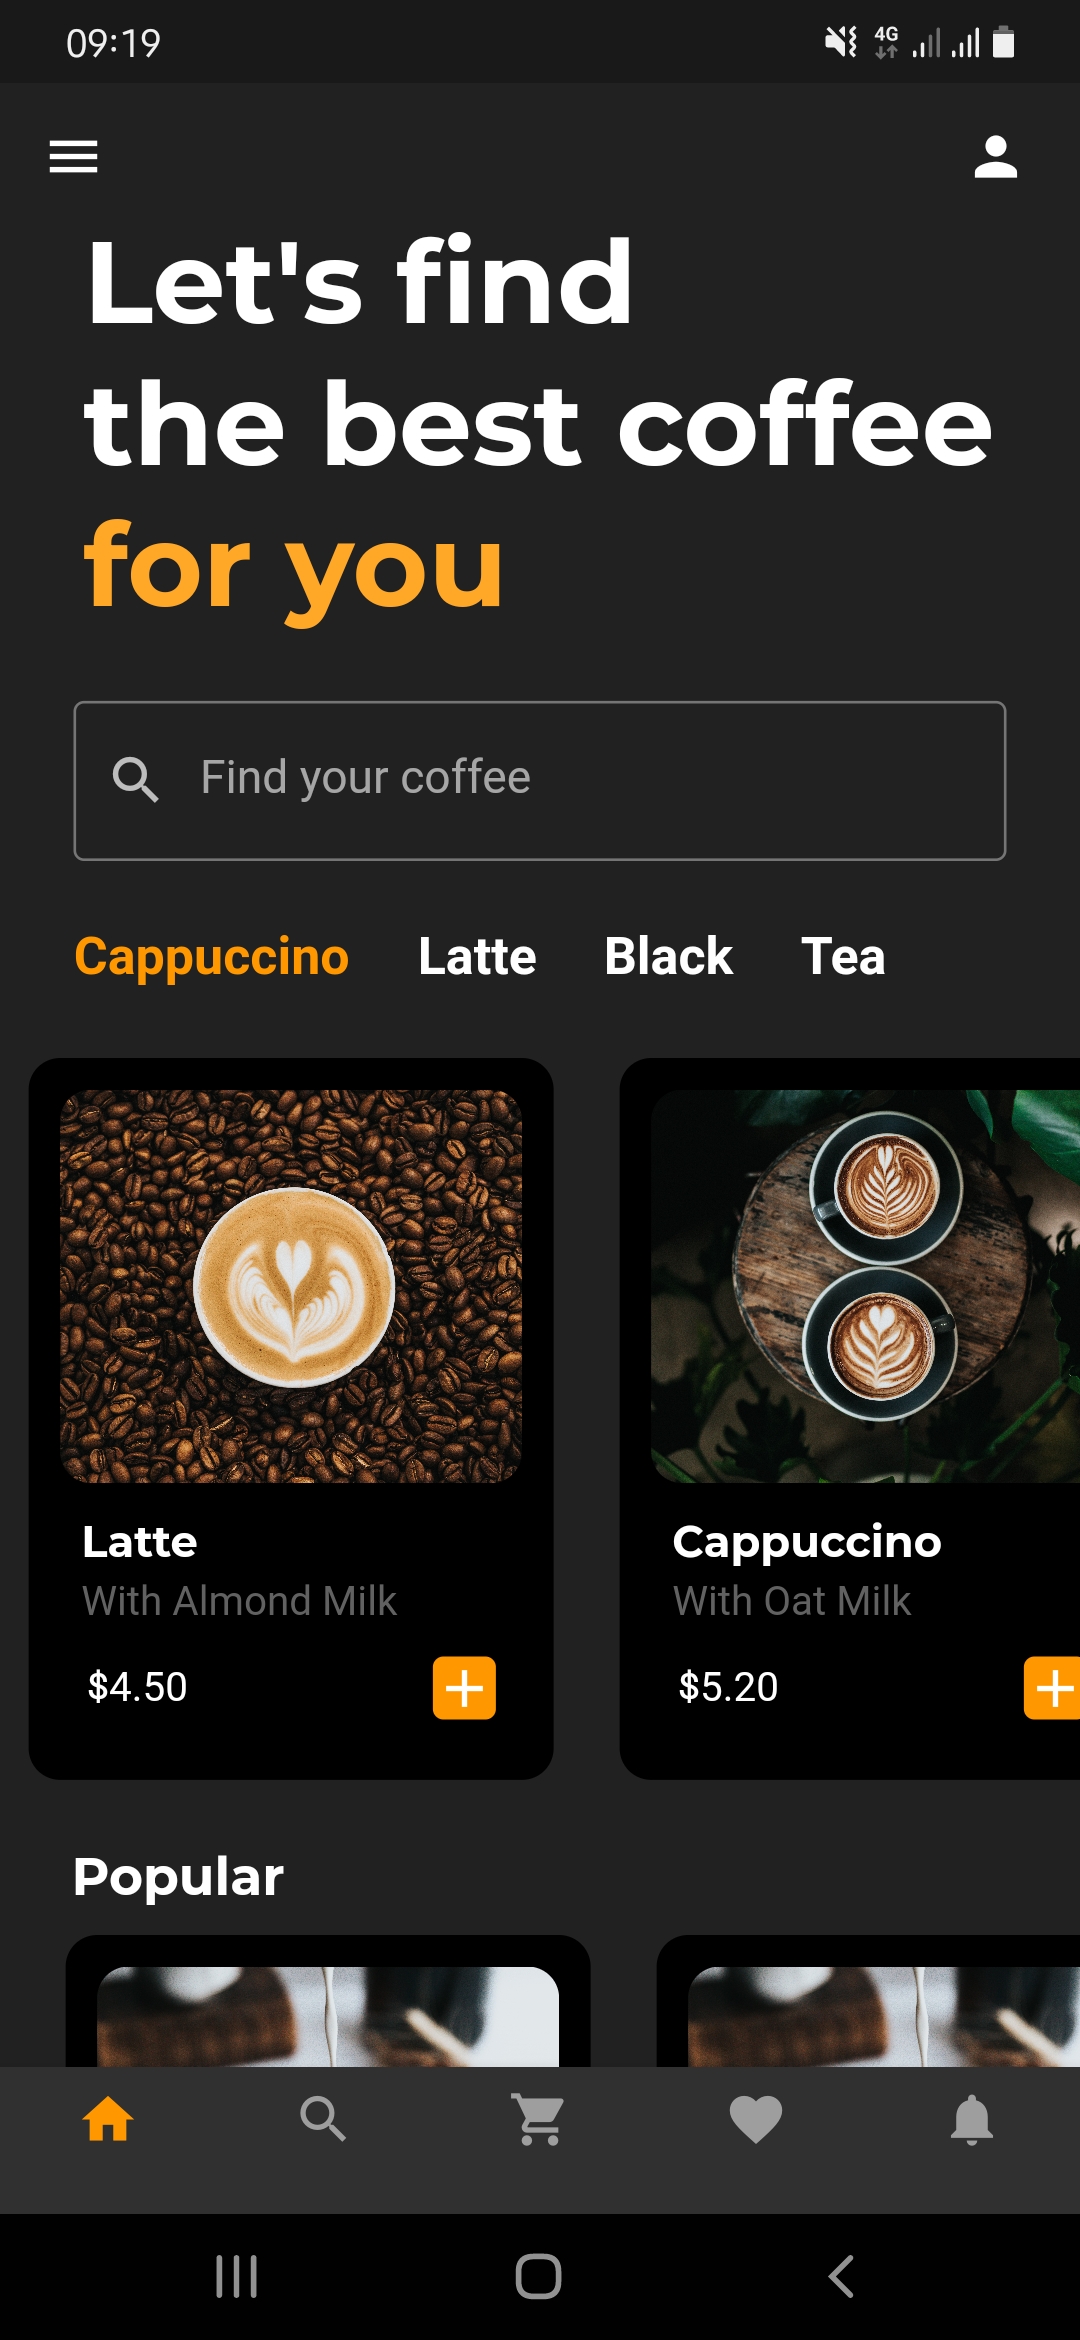 09:19
4G
Let's find
the best coffee
for you
Find your coffee
Cappuccino Latte Black Tea
Latte
With Almond Milk
$4.50
Cappuccino
With Oat Milk
$5.20
Popular